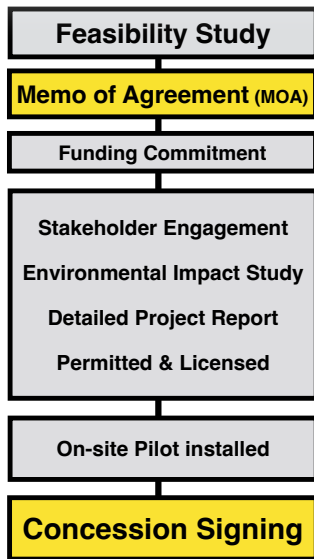 Feasibility Study
Memo of Agreement (MOA)
Funding Commitment
Stakeholder Engagement
Environmental Impact Study
Detailed Project Report
Permitted & Licensed
On-site Pilot installed
Concession Signing